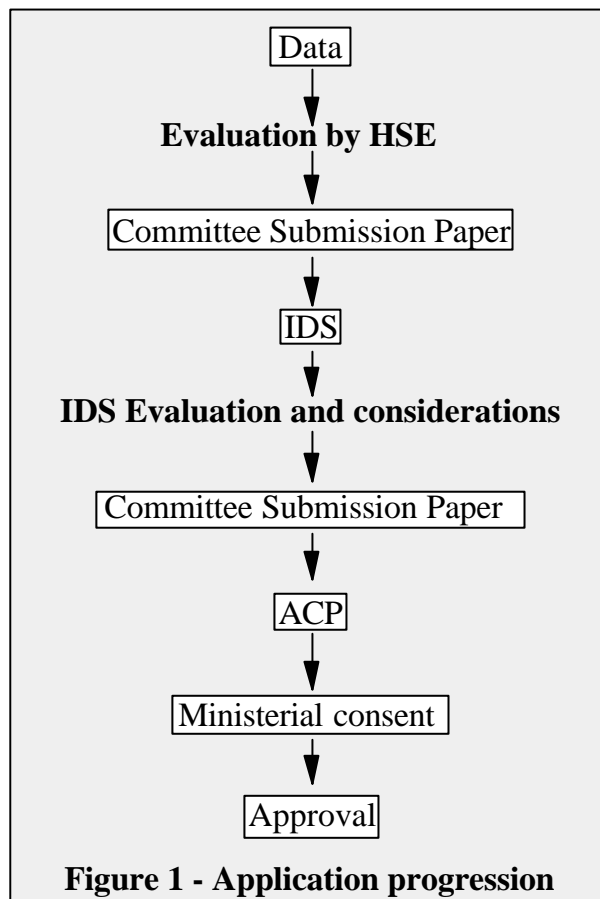 Data
Evaluation by HSE
Committee Submission Paper
IDS
IDS Evaluation and considerations
Committee Submission Paper
ACP
Ministerial consent
Approval
Figure 1 - Application progression